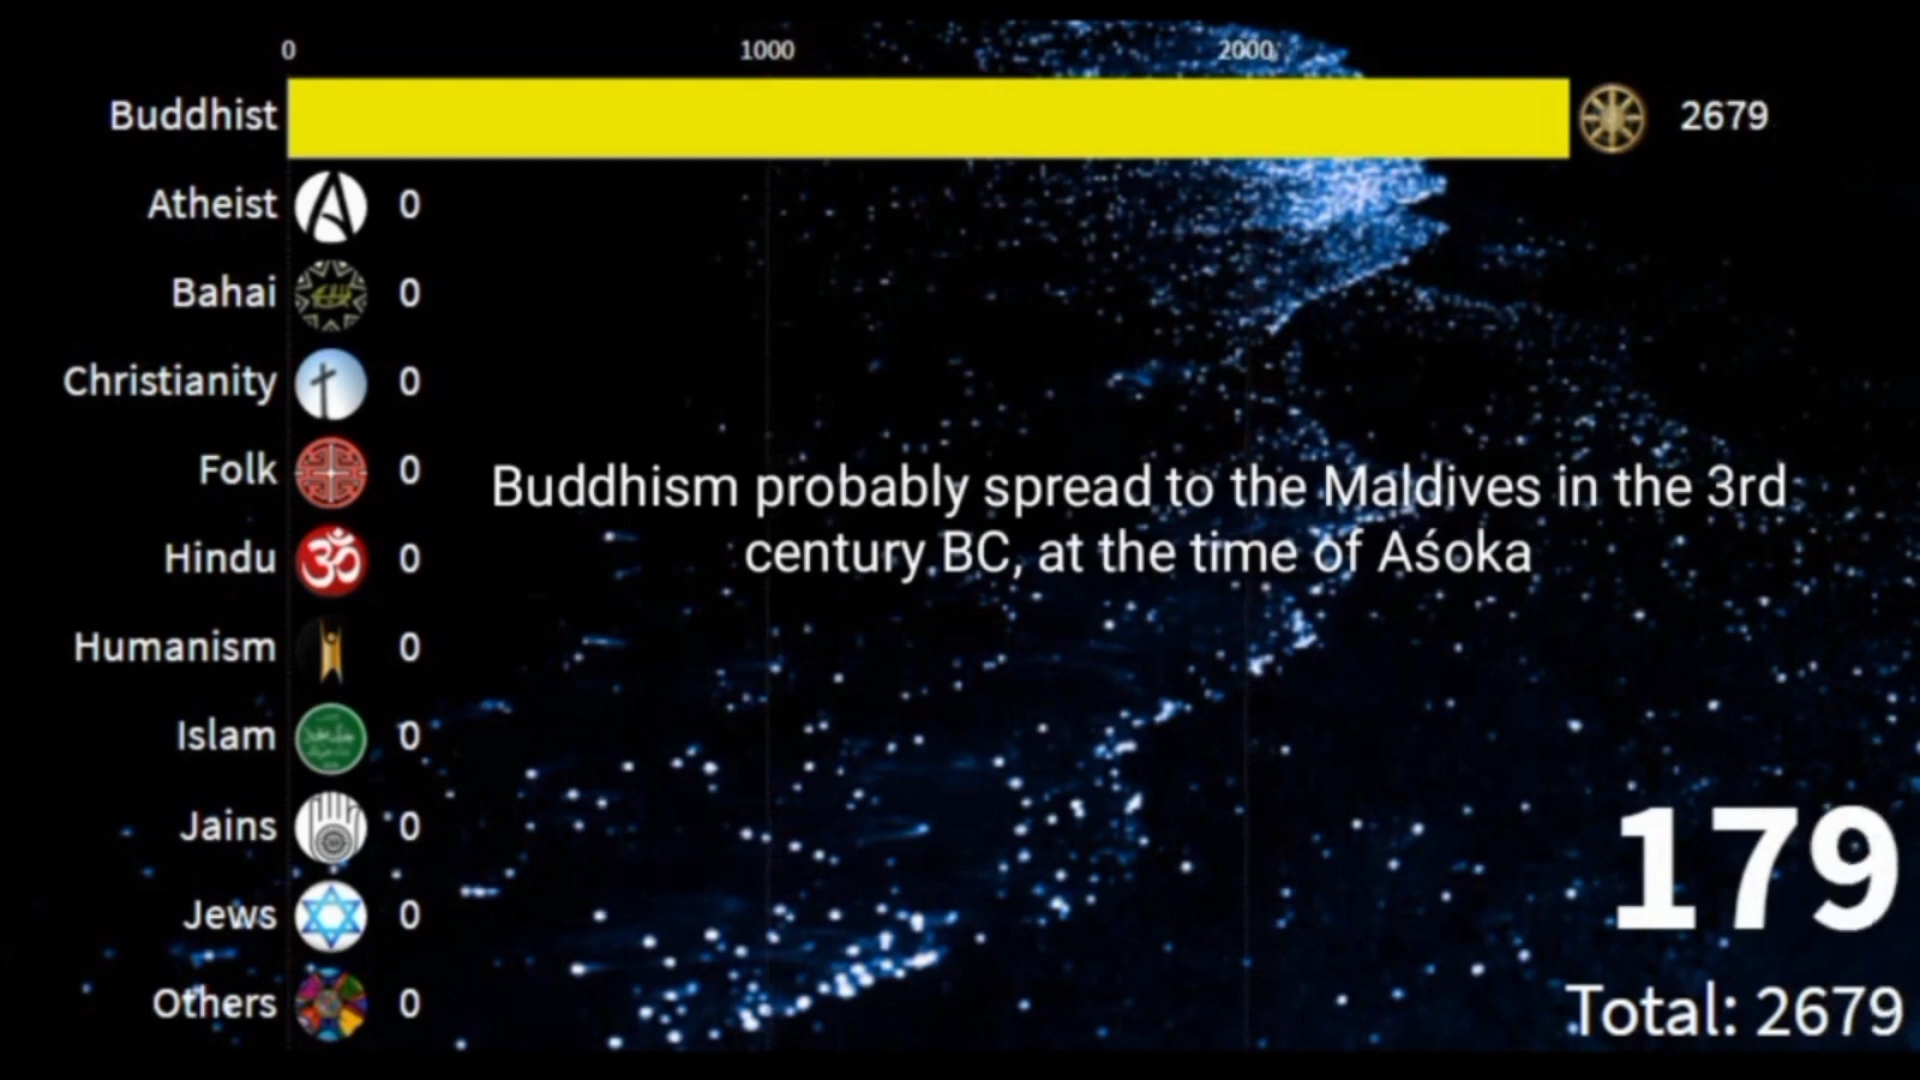 0 1000 2000
Buddhist 2679
Atheist 0
Bahai 0
Christianity 0
Folk 0
Buddhism probably spread to the Maldives in the 3rd
century BC, at the time of Aśoka
Hindu 0
Humanism 0
Islam 0
Jains 0
Jews 0
Others 0
179
Total: 2679